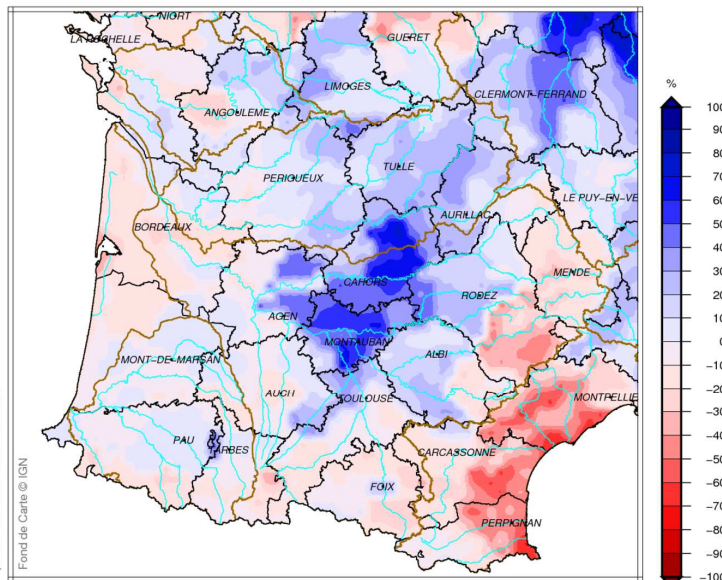 NIORT
LA ROCHELLE
GUERET
LIMOGES
CLERMONT-FERRAND
ANGOULEME
TULLE
PERIGUEUX
LE PUY-EN-VE
AURILLAC
BORDEAUX
MENDE
CAHORS
RODEZ
AGEN
MONTAUBAN
ALBI
MONT-DE-MARSAN
AUCH
TOULOUSE
MONTPELLIE
PAU
TARBES
CARCASSONNE
FOIX
PERPIGNAN
Fond de Carte © IGN
%
100
90
80
70
60
50
40
30
20
10
0
-10
-20
-30
-40
-50
-60
-70
-80
-90
-100